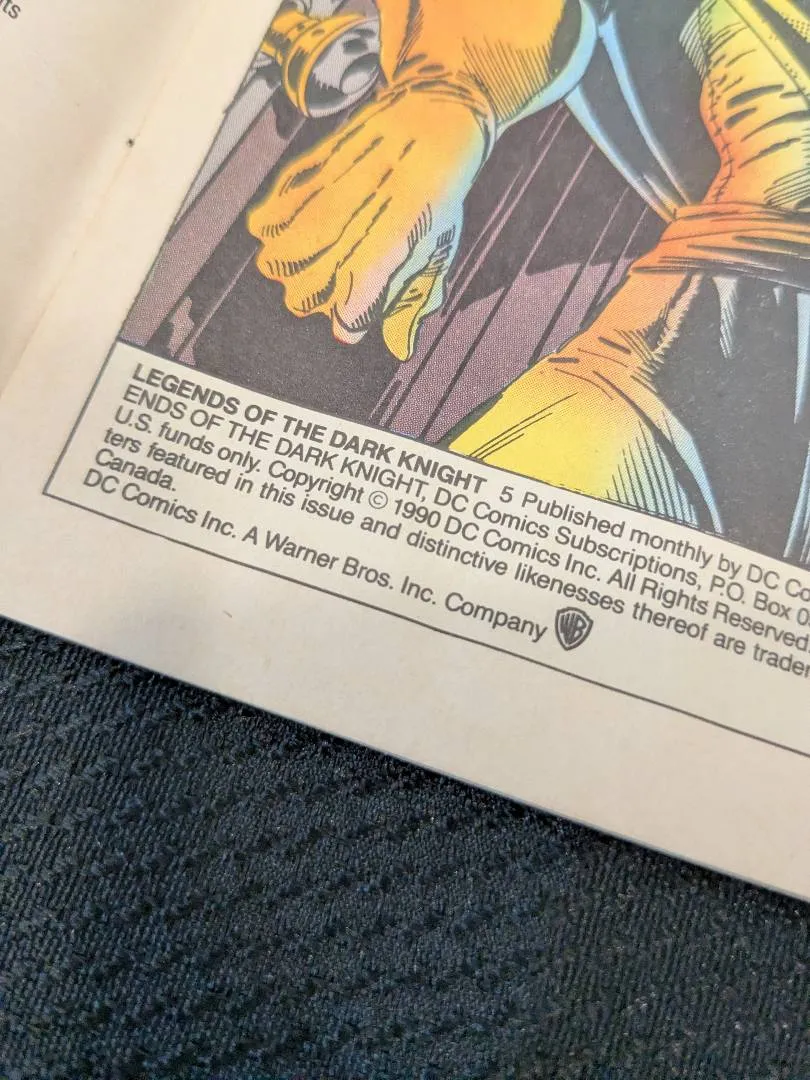 LEGENDS OF THE DARK KNIGHT 5 Published monthly by DC
ENDS OF THE DARK KNIGHT, DC Comics Subscriptions, P.O. Box
U.S. funds only. Copyright © 1990 DC Comics Inc. All Rights Reserved.
ters featured in this issue and distinctive likenesses thereof are
Canada.
DC Comics Inc. A Warner Bros. Inc. Company WB